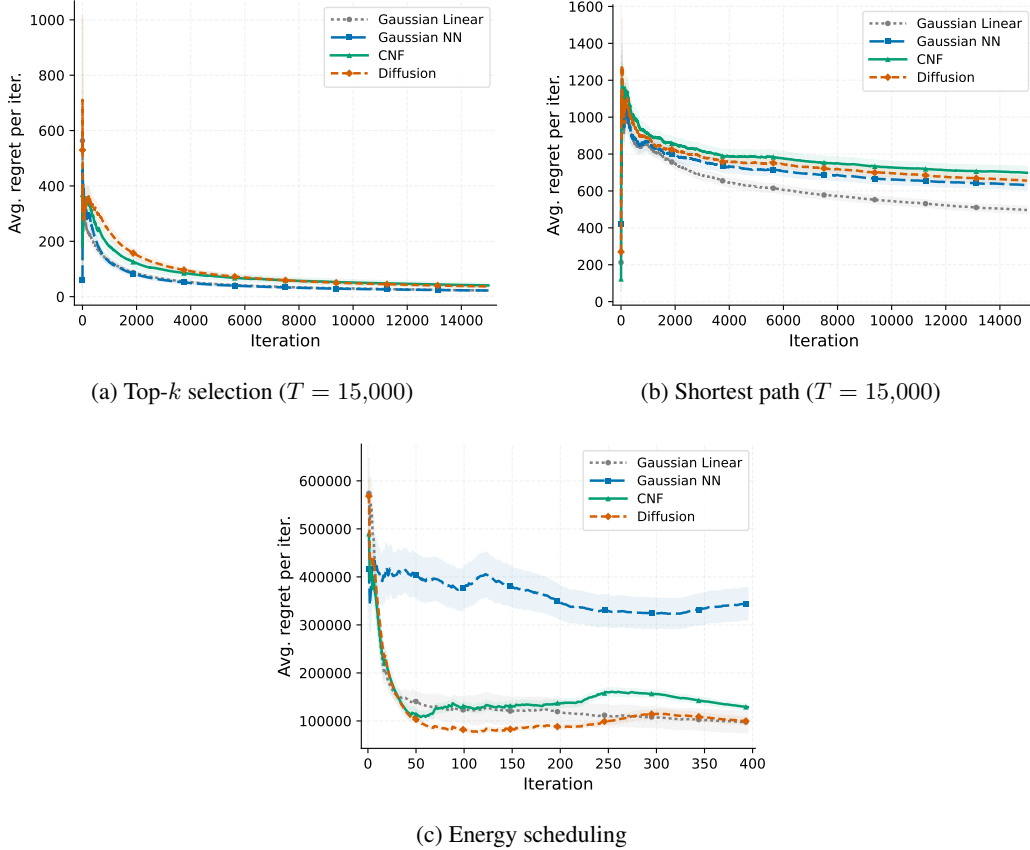 1000
800
600
400
200
0
Avg. regret per iter.
Gaussian Linear
Gaussian NN
CNF
Diffusion
0 2000 4000 6000 8000 10000 12000 14000
Iteration
(a) Top-k selection (T = 15,000)
1600
1400
1200
1000
800
600
400
200
0
Avg. regret per iter.
Gaussian Linear
Gaussian NN
CNF
Diffusion
0 2000 4000 6000 8000 10000 12000 14000
Iteration
(b) Shortest path (T = 15,000)
600000
500000
400000
300000
200000
100000
Avg. regret per iter.
Gaussian Linear
Gaussian NN
CNF
Diffusion
0 50 100 150 200 250 300 350 400
Iteration
(c) Energy scheduling